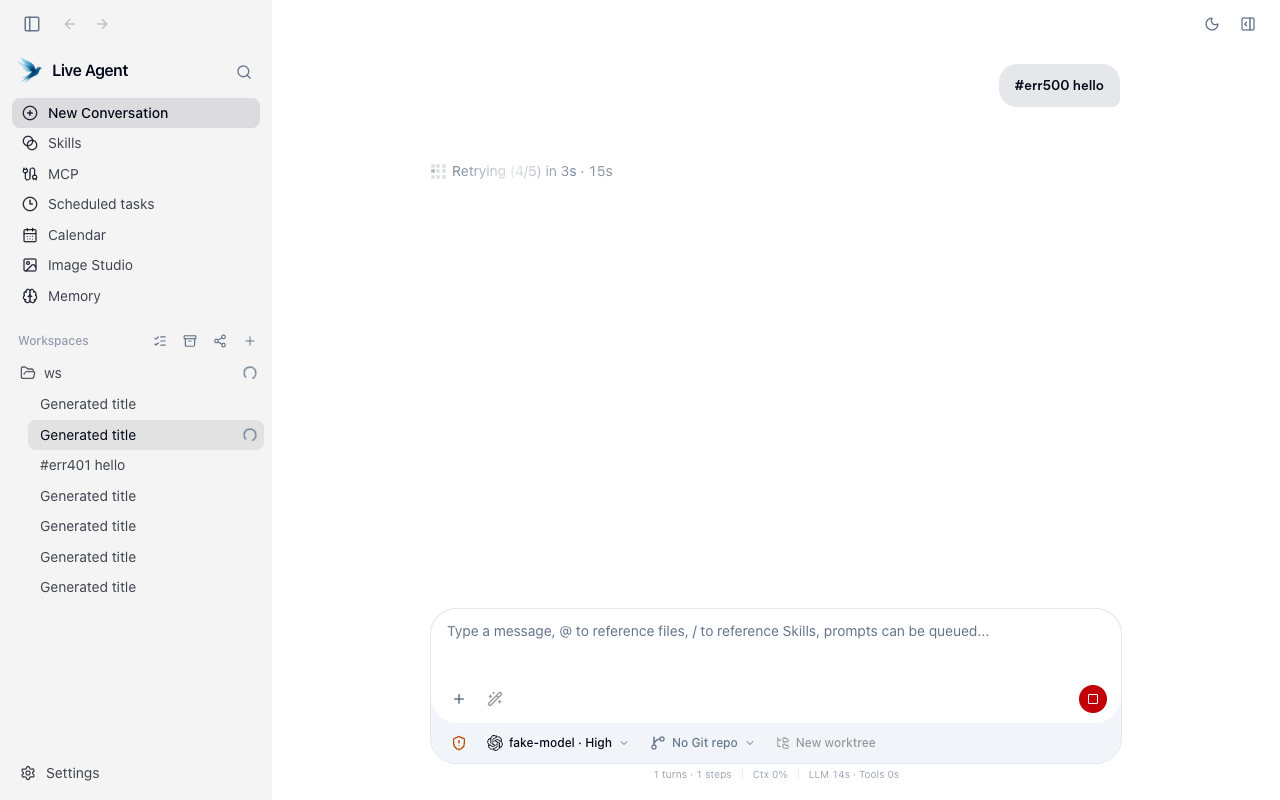 Live Agent
New Conversation
Skills
MCP
Scheduled tasks
Calendar
Image Studio
Memory
Workspaces
ws
Generated title
Generated title
#err401 hello
Generated title
Generated title
Generated title
Generated title
Settings
#err500 hello
Retrying (4/5) in 3s · 15s
Type a message, @ to reference files, / to reference Skills, prompts can be queued...
fake-model · High
No Git repo
New worktree
1 turns · 1 steps
Ctx 0%
LLM 14s · Tools 0s